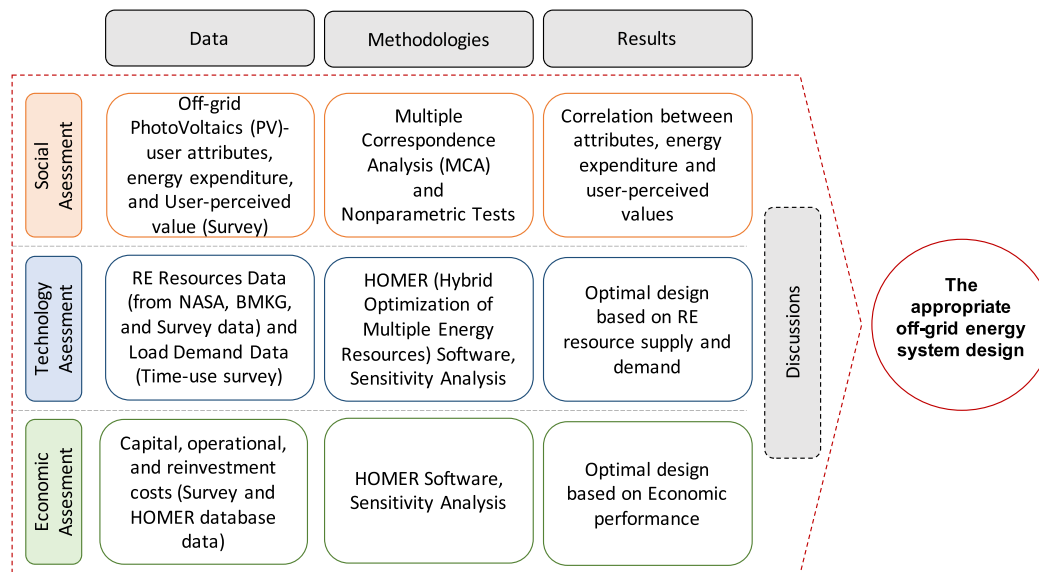 Data
Methodologies
Results
Social
Asessment
Off-grid
PhotoVoltaics (PV)-
user attributes,
energy expenditure,
and User-perceived
value (Survey)
Multiple
Correspondence
Analysis (MCA)
and
Nonparametric Tests
Correlation between
attributes, energy
expenditure and
user-perceived
values
Technology
Asessment
RE Resources Data
(from NASA, BMKG,
and Survey data) and
Load Demand Data
(Time-use survey)
HOMER (Hybrid
Optimization of
Multiple Energy
Resources) Software,
Sensitivity Analysis
Optimal design
based on RE
resource supply and
demand
Economic
Assesment
Capital, operational,
and reinvestment
costs (Survey and
HOMER database
data)
HOMER Software,
Sensitivity Analysis
Optimal design
based on Economic
performance
Discussions
The
appropriate
off-grid energy
system design